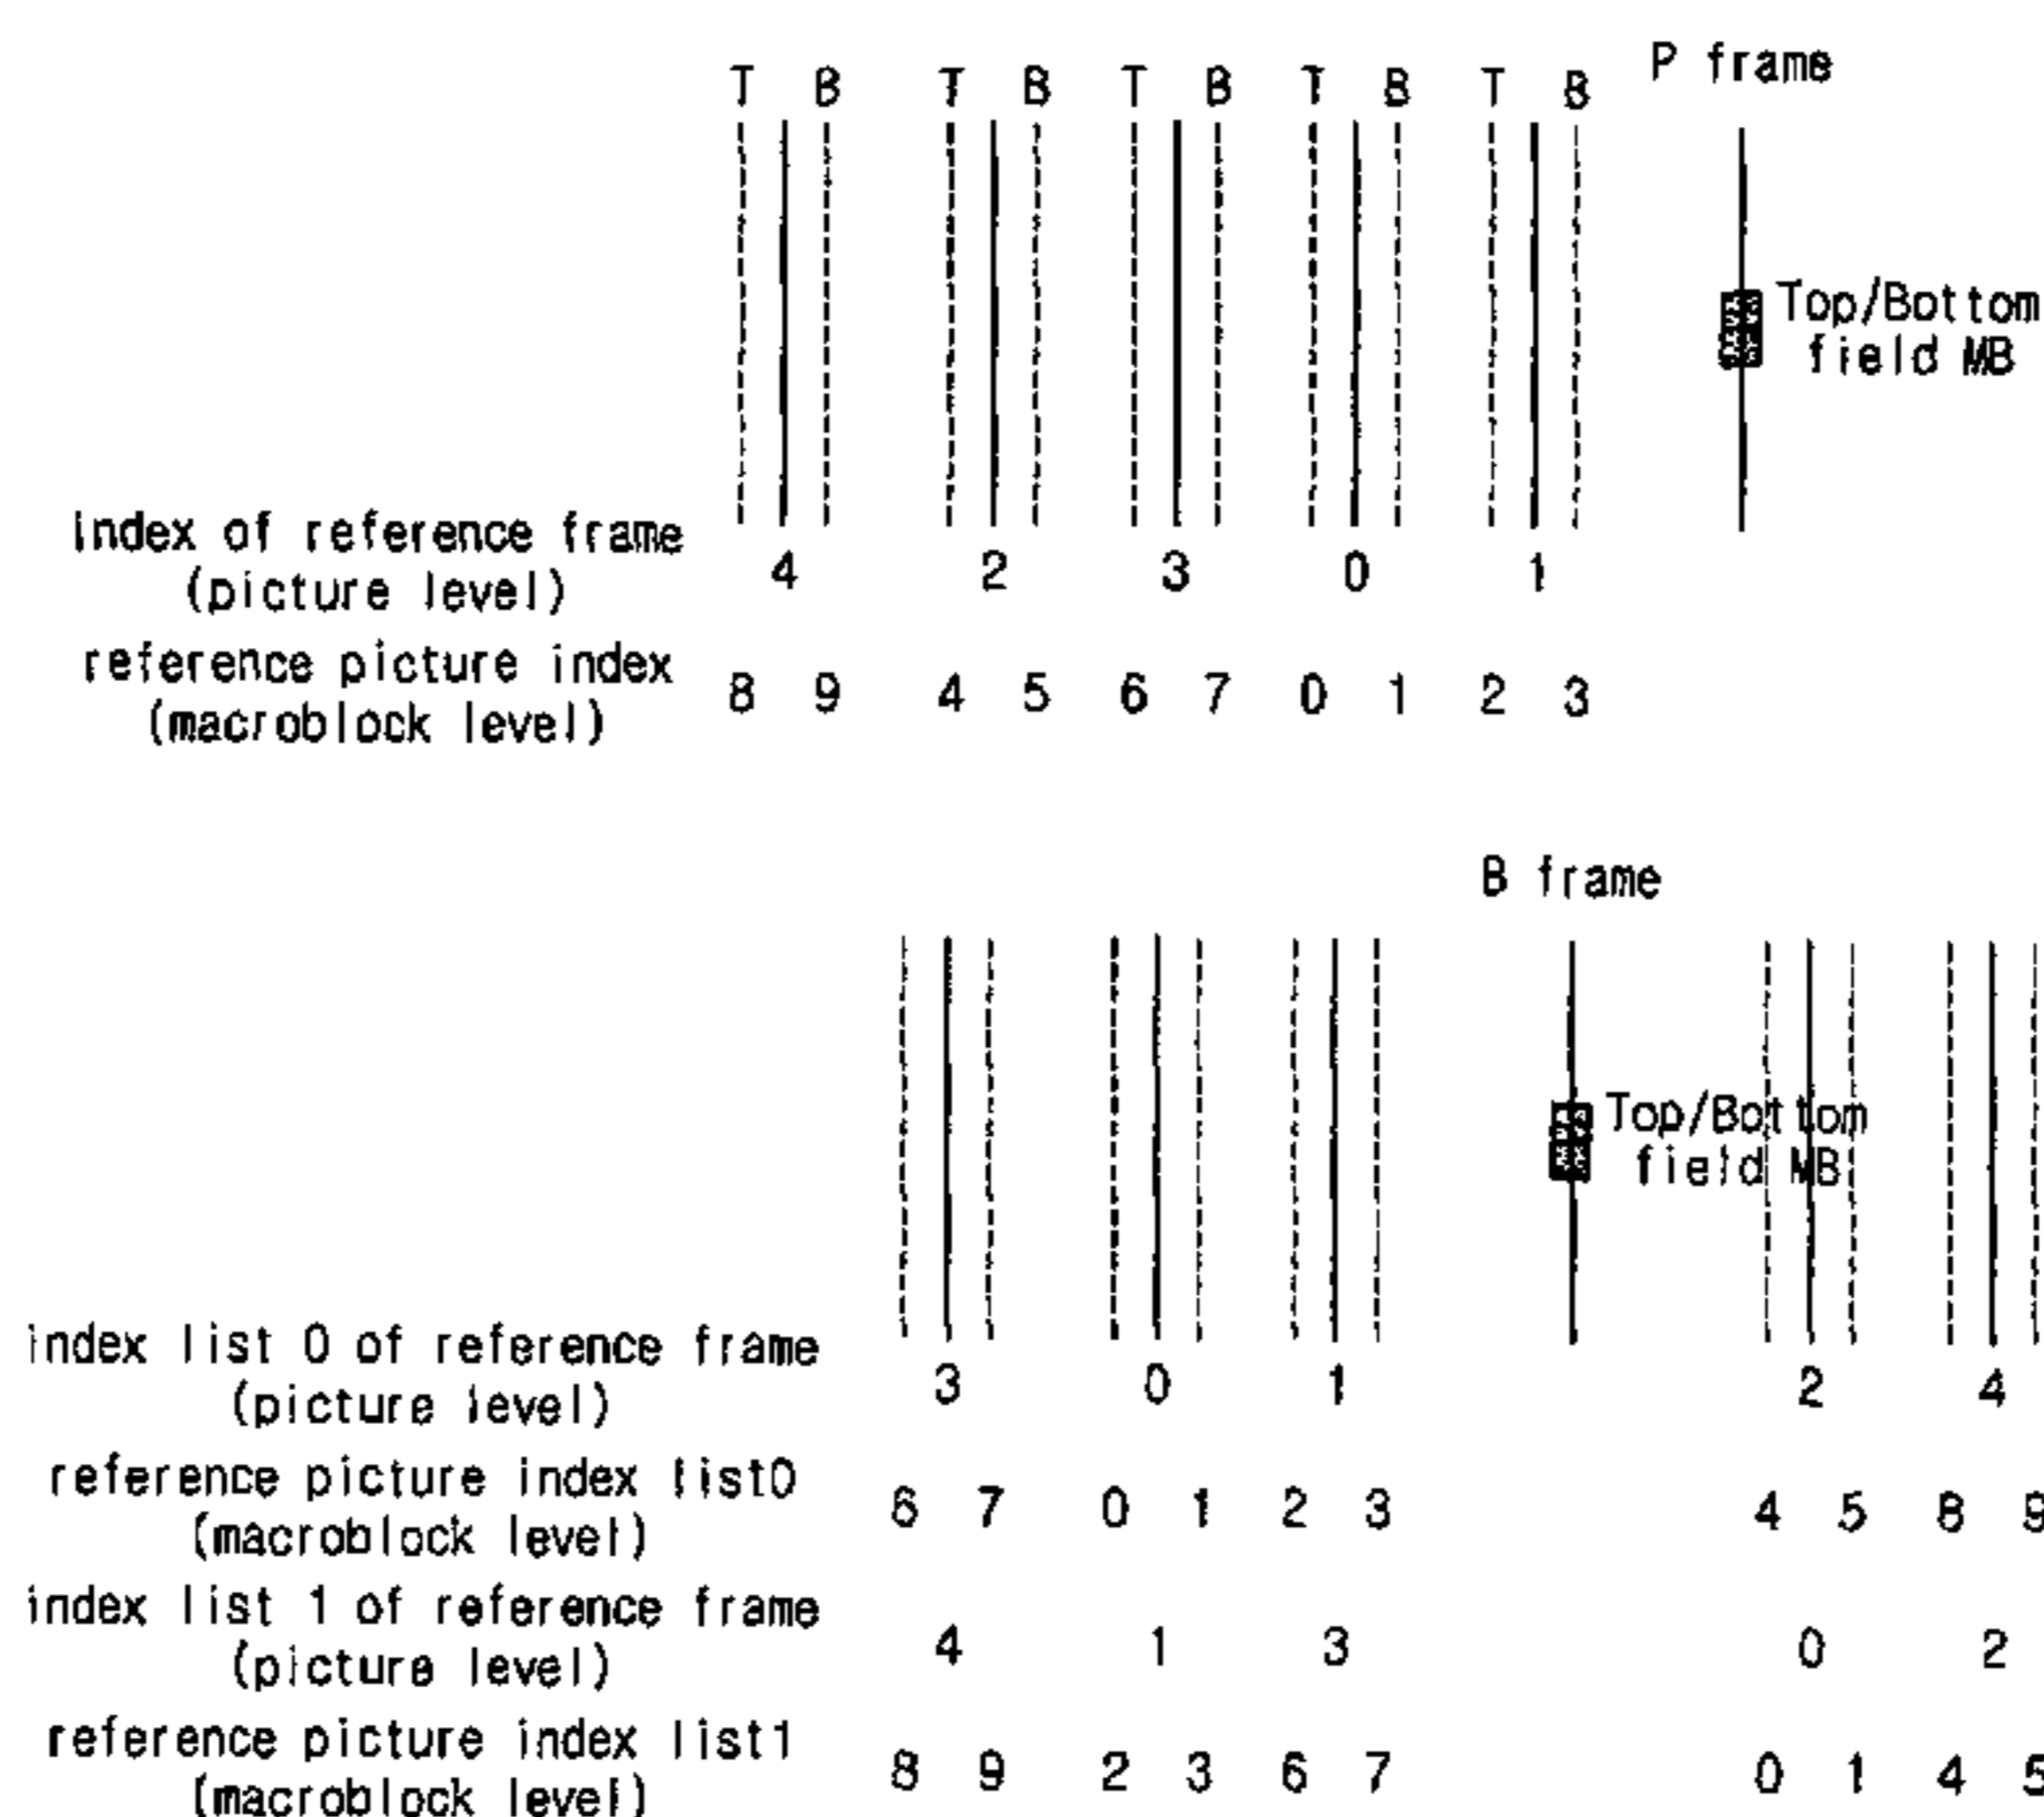 P frame
T B T B T B T B T B
Top/Bottom
field MB
index of reference frame
(picture level)
4 2 3 0 1
reference picture index
(macroblock level)
8 9 4 5 6 7 0 1 2 3
B frame
Top/Bottom
field MB
index list 0 of reference frame
(picture level)
3 0 1 2 4
reference picture index list0
(macroblock level)
6 7 0 1 2 3 4 5 8 9
index list 1 of reference frame
(picture level)
4 1 3 0 2
reference picture index list1
(macroblock level)
8 9 2 3 6 7 0 1 4 5